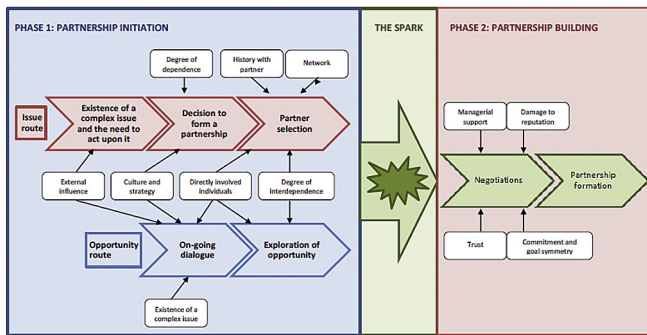 PHASE 1: PARTNERSHIP INITIATION
THE SPARK
PHASE 2: PARTNERSHIP BUILDING
Degree of
dependence
History with
partner
Network
Issue
route
Existence of a
complex issue
and the need to
act upon it
Decision to
form a
partnership
Partner
selection
Managerial
support
Damage to
reputation
Negotiations
Partnership
formation
External
influence
Culture and
strategy
Directly involved
individuals
Degree of
interdependence
Opportunity
route
On-going
dialogue
Exploration of
opportunity
Trust
Commitment and
goal symmetry
Existence of a
complex issue